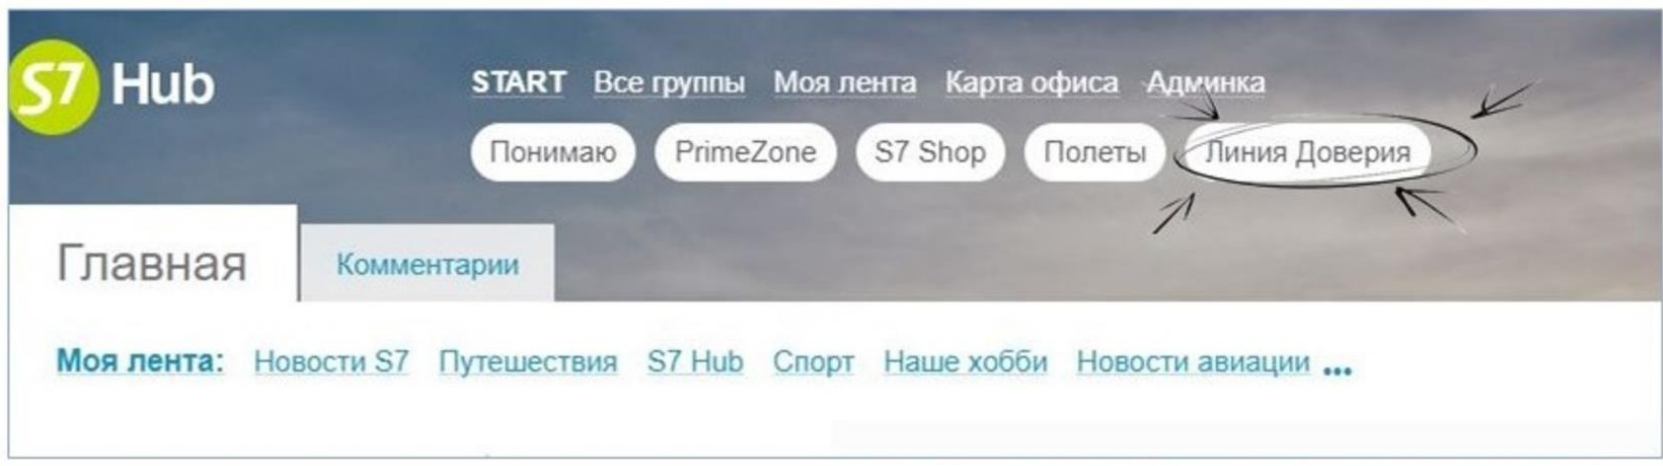 S7 Hub
START Все группы Моя лента Карта офиса Админка
Понимаю PrimeZone S7 Shop Полеты Линия Доверия
Главная Комментарии
Моя лента: Новости S7 Путешествия S7 Hub Спорт Наше хобби Новости авиации ...